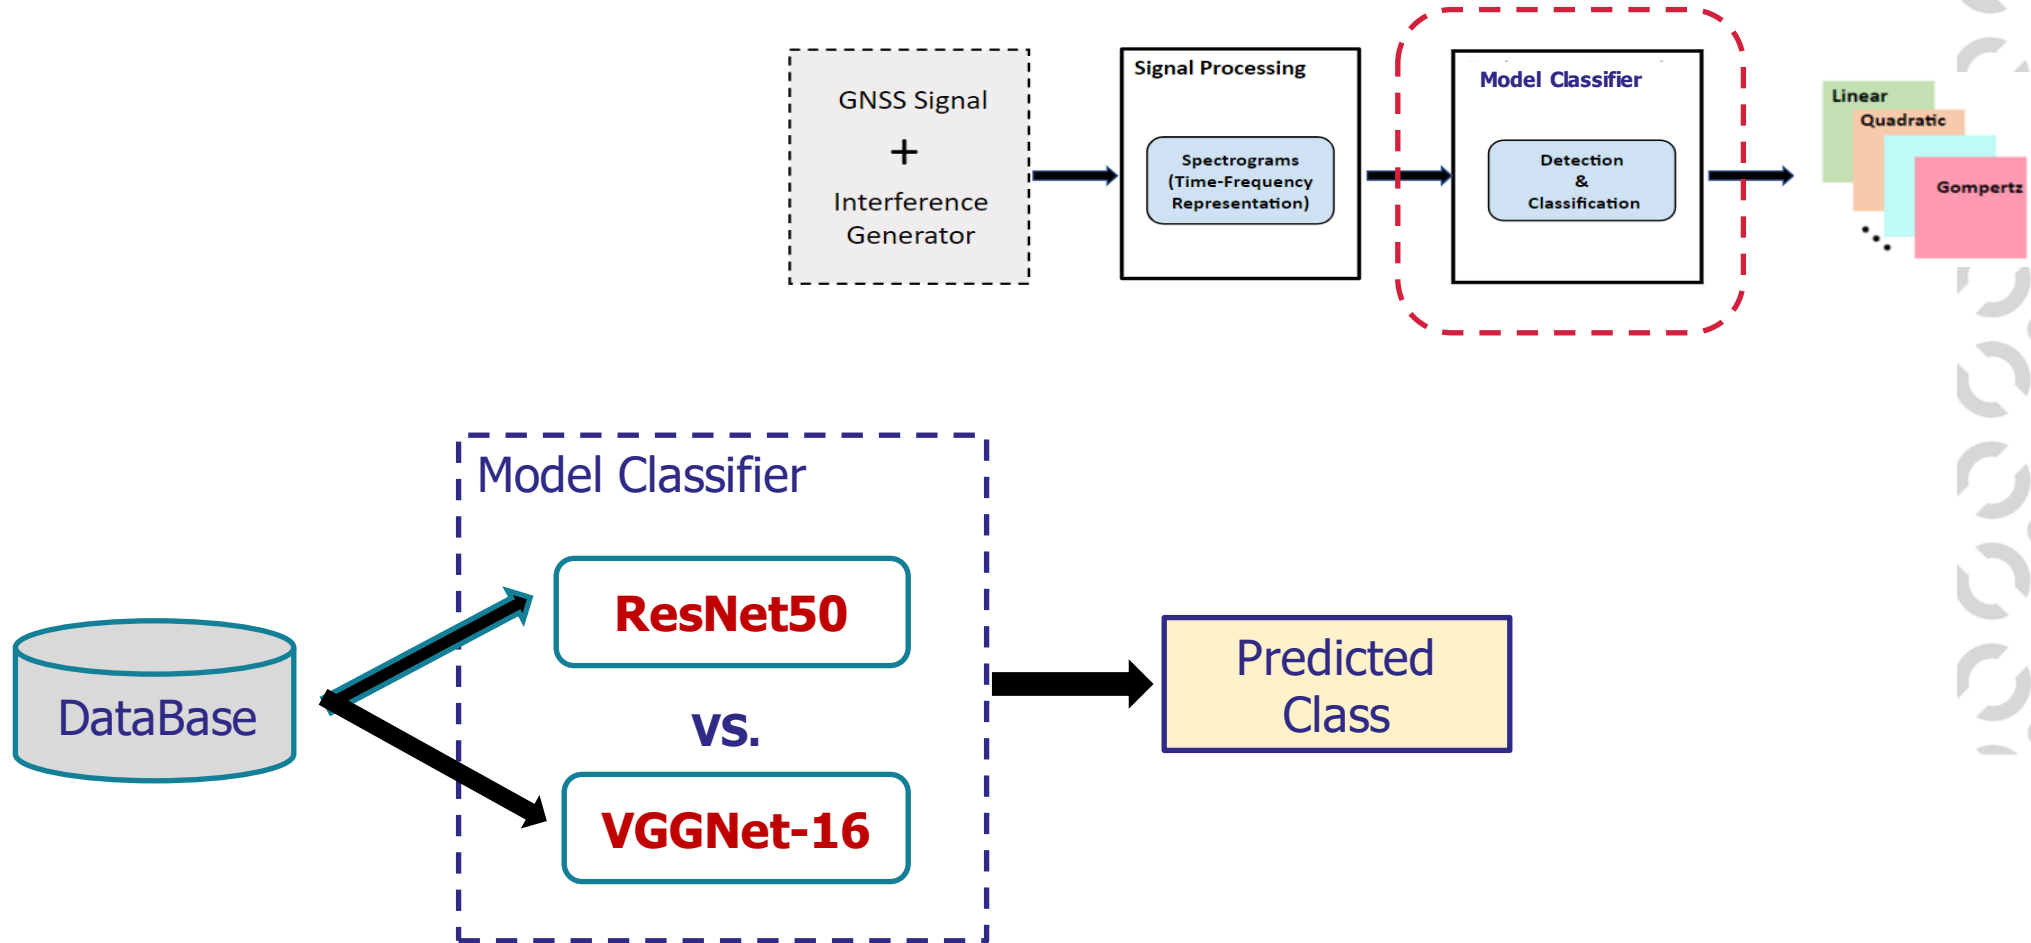 GNSS Signal
+
Interference
Generator
Signal Processing
Spectrograms
(Time-Frequency
Representation)
Model Classifier
Detection
&
Classification
Linear
Quadratic
Gompertz
Model Classifier
ResNet50
vs.
VGGNet-16
DataBase
Predicted
Class